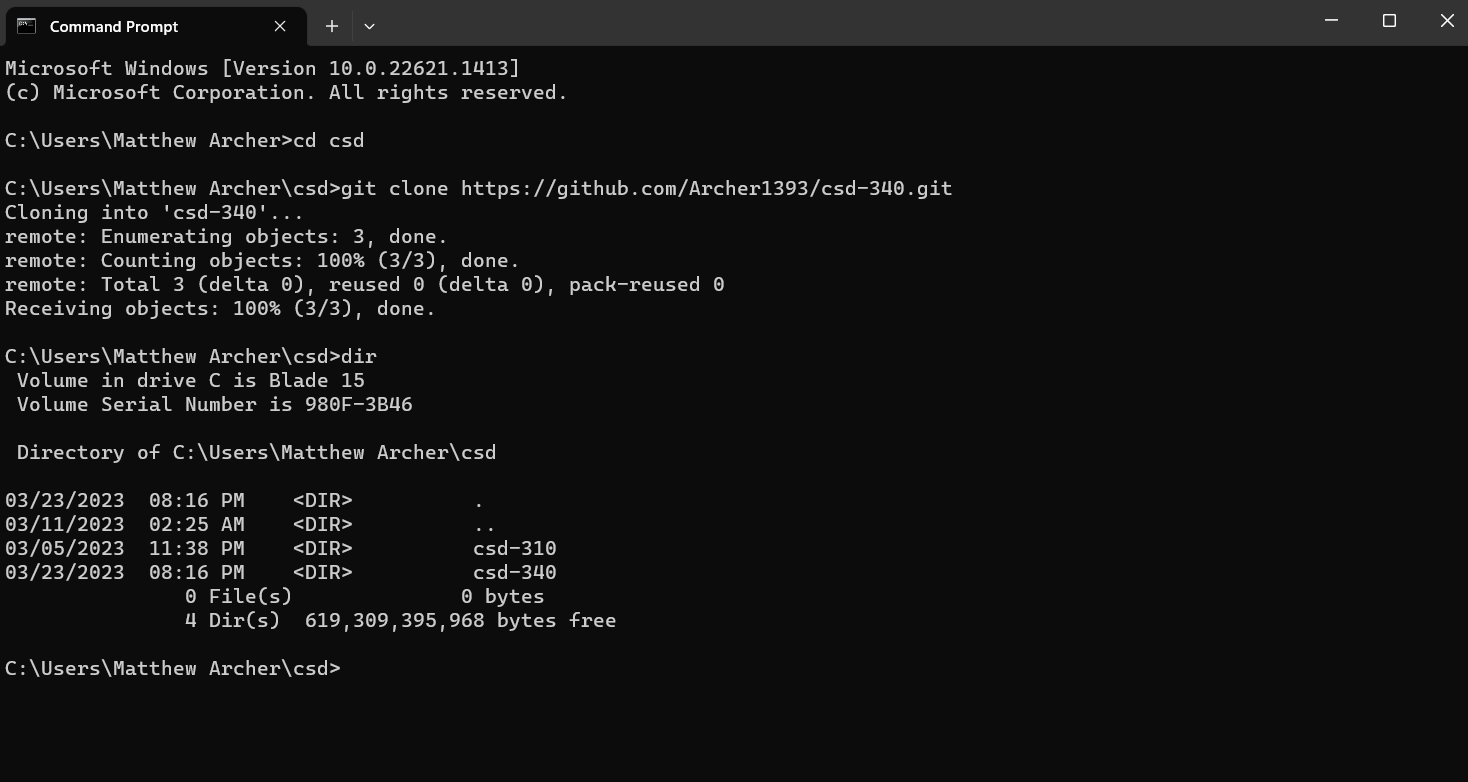 Command Prompt
Microsoft Windows [Version 10.0.22621.1413]
(c) Microsoft Corporation. All rights reserved.
C:\Users\Matthew Archer>cd csd
C:\Users\Matthew Archer\csd>git clone https://github.com/Archer1393/csd-340.git
Cloning into 'csd-340'...
remote: Enumerating objects: 3, done.
remote: Counting objects: 100% (3/3), done.
remote: Total 3 (delta 0), reused 0 (delta 0), pack-reused 0
Receiving objects: 100% (3/3), done.
C:\Users\Matthew Archer\csd>dir
 Volume in drive C is Blade 15
 Volume Serial Number is 980F-3B46
 Directory of C:\Users\Matthew Archer\csd
03/23/2023  08:16 PM    <DIR>          .
03/11/2023  02:25 AM    <DIR>          ..
03/05/2023  11:38 PM    <DIR>          csd-310
03/23/2023  08:16 PM    <DIR>          csd-340
               0 File(s)              0 bytes
               4 Dir(s)  619,309,395,968 bytes free
C:\Users\Matthew Archer\csd>